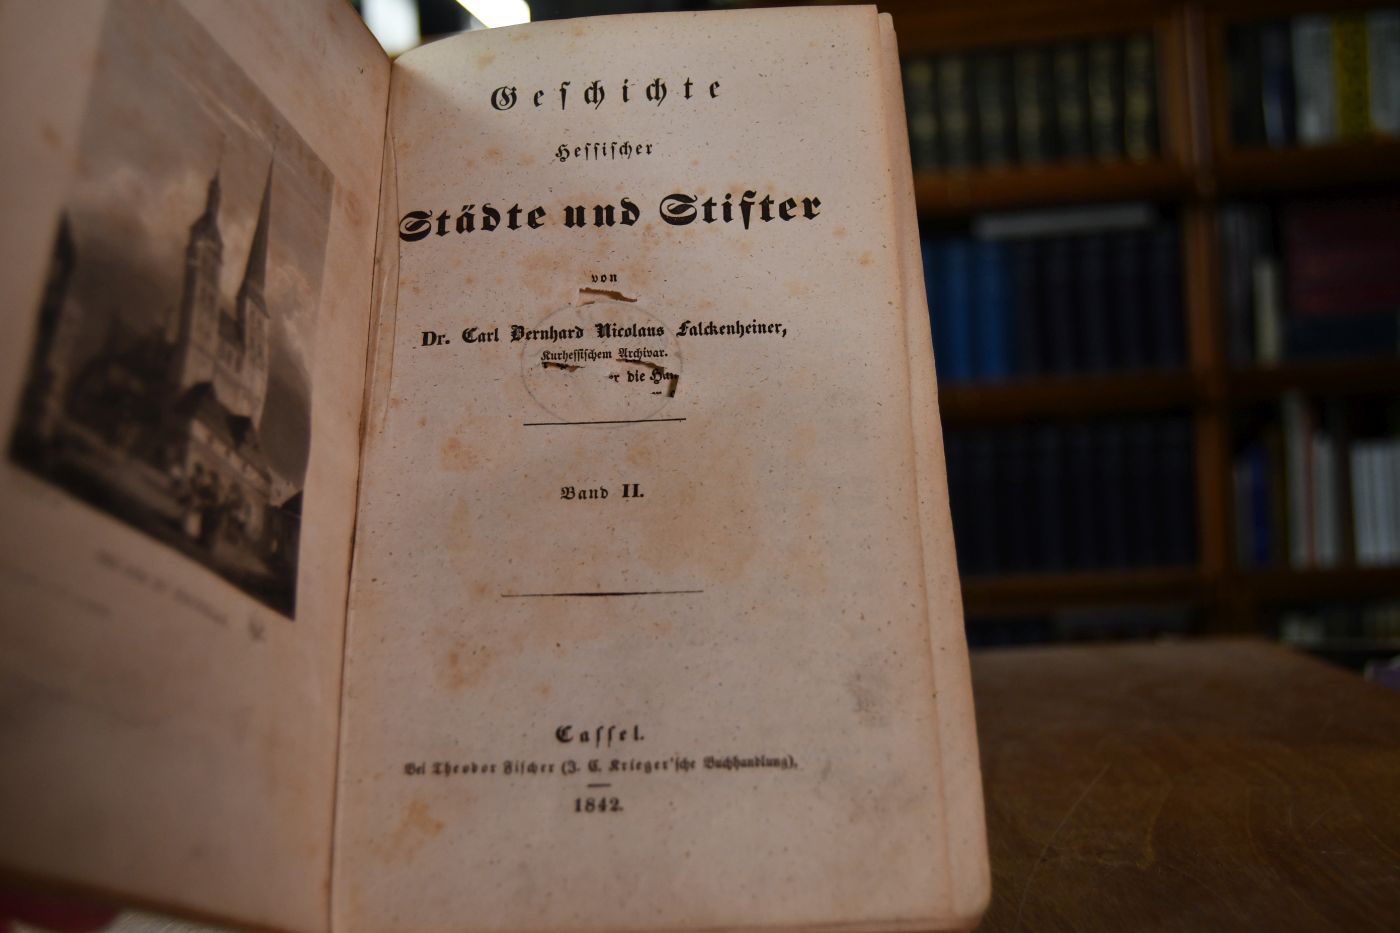 Geschichte
Hessischer
Städte und Stifter
von
Dr. Carl Bernhard Nicolaus Falckenheiner,
Kurhessischem Archivar.
die
Band II.
Cassel.
Bei Theodor Fischer (J. C. Krieger'sche Buchhandlung).
1842.